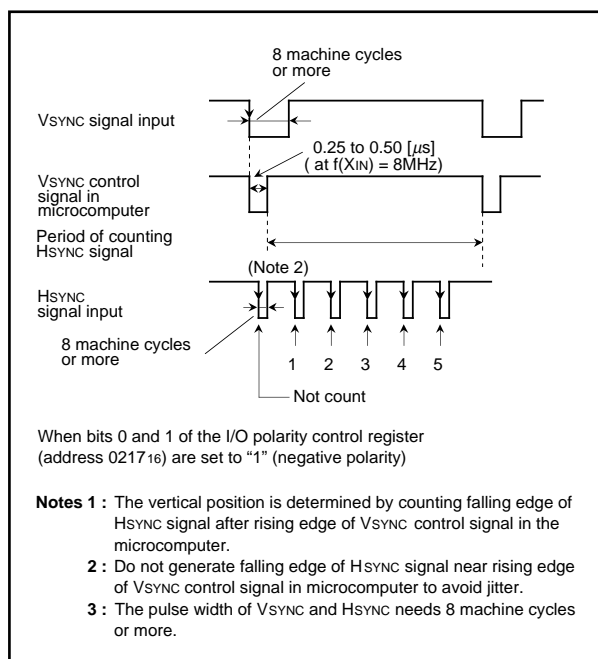 8 machine cycles
or more
VSYNC signal input
0.25 to 0.50 [μs]
( at f(XIN) = 8MHz)
VSYNC control
signal in
microcomputer
Period of counting
HSYNC signal
(Note 2)
HSYNC
signal input
8 machine cycles
or more
1 2 3 4 5
Not count
When bits 0 and 1 of the I/O polarity control register
(address 021716) are set to “1” (negative polarity)
Notes 1 : The vertical position is determined by counting falling edge of
HSYNC signal after rising edge of VSYNC control signal in the
microcomputer.
2 : Do not generate falling edge of HSYNC signal near rising edge
of VSYNC control signal in microcomputer to avoid jitter.
3 : The pulse width of VSYNC and HSYNC needs 8 machine cycles
or more.